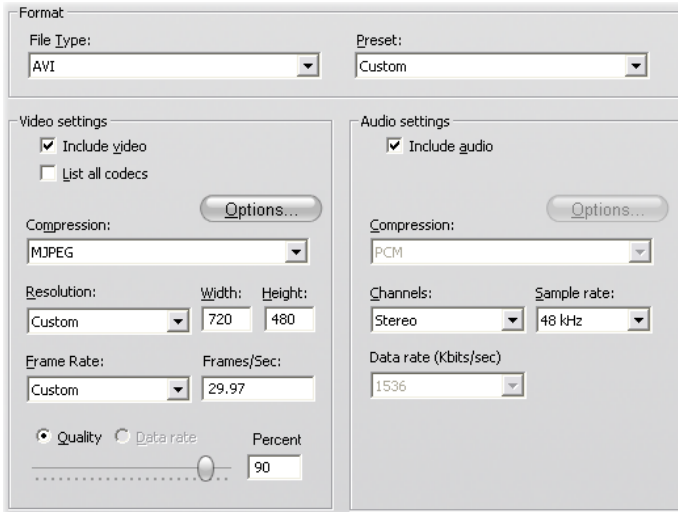 Format
File Type:
Preset:
AVI
Custom
Video settings
Include video
List all codecs
Options...
Compression:
MJPEG
Resolution:
Width:
Height:
Custom
720
480
Frame Rate:
Frames/Sec:
Custom
29.97
Quality
Data rate
Percent
90
Audio settings
Include audio
Options...
Compression:
PCM
Channels:
Sample rate:
Stereo
48 kHz
Data rate (Kbits/sec)
1536